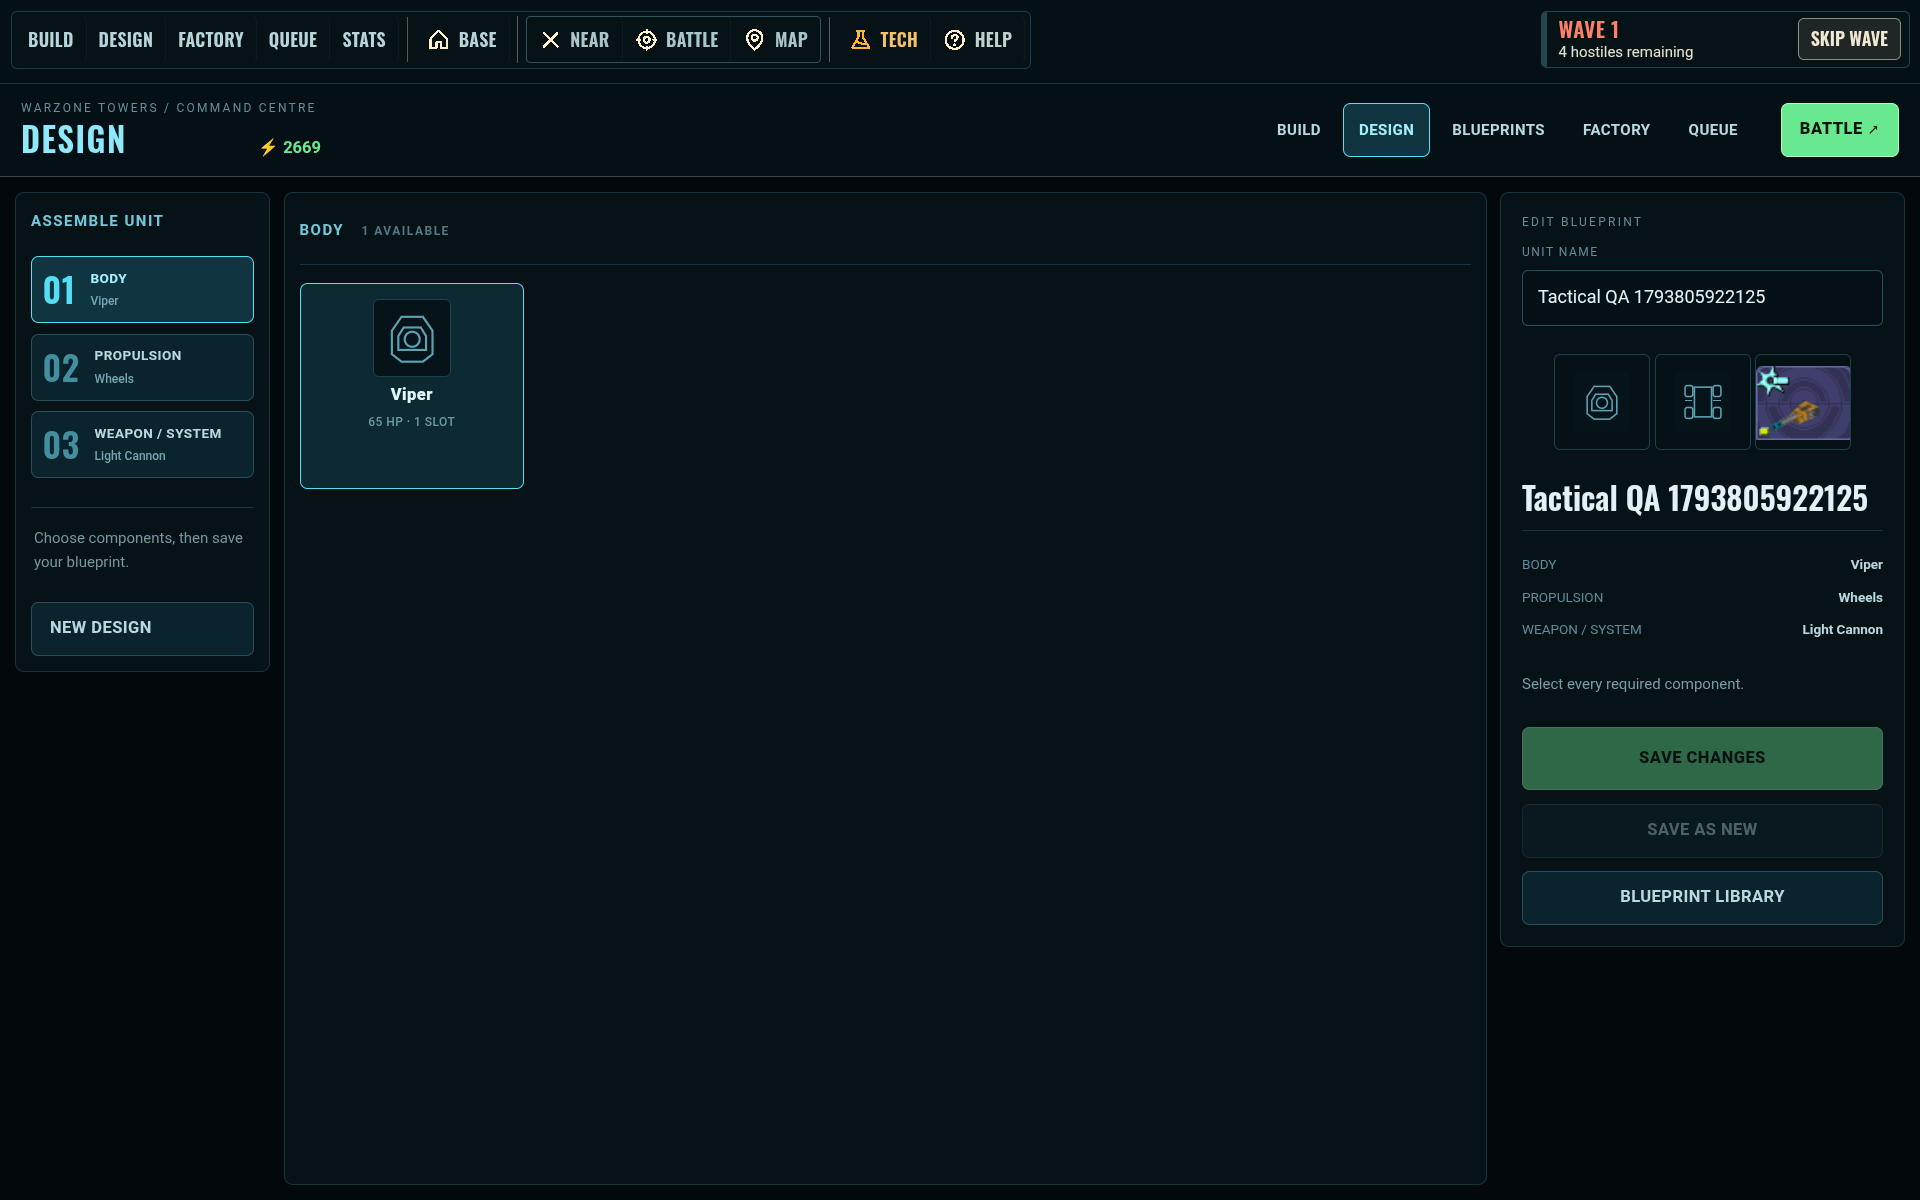 BUILD DESIGN FACTORY QUEUE STATS BASE NEAR BATTLE MAP TECH HELP
WAVE 1
4 hostiles remaining
SKIP WAVE
WARZONE TOWERS / COMMAND CENTRE
DESIGN
⚡ 2669
BUILD DESIGN BLUEPRINTS FACTORY QUEUE BATTLE ↗
ASSEMBLE UNIT
01 BODY
Viper
02 PROPULSION
Wheels
03 WEAPON / SYSTEM
Light Cannon
Choose components, then save
your blueprint.
NEW DESIGN
BODY 1 AVAILABLE
Viper
65 HP · 1 SLOT
EDIT BLUEPRINT
UNIT NAME
Tactical QA 1793805922125
Tactical QA 1793805922125
BODY Viper
PROPULSION Wheels
WEAPON / SYSTEM Light Cannon
Select every required component.
SAVE CHANGES
SAVE AS NEW
BLUEPRINT LIBRARY